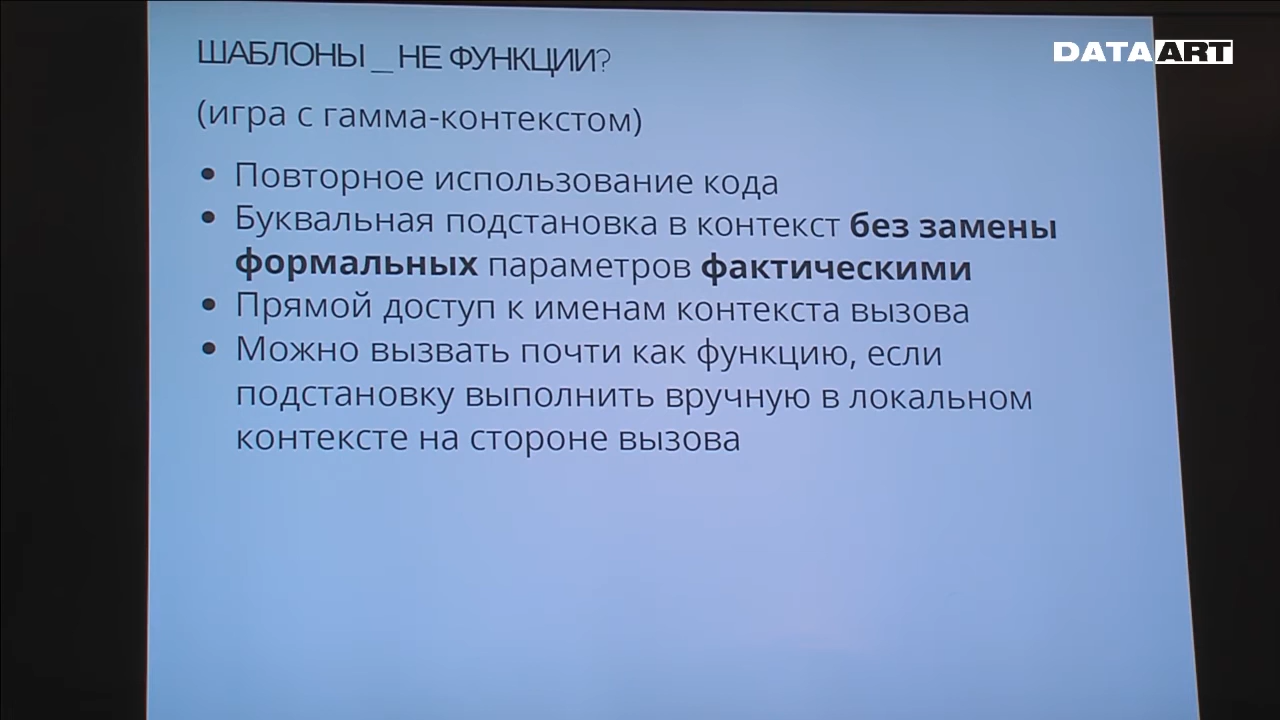 ШАБЛОНЫ _ НЕ ФУНКЦИИ?
DATAART
(игра с гамма-контекстом)
• Повторное использование кода
• Буквальная подстановка в контекст без замены
формальных параметров фактическими
• Прямой доступ к именам контекста вызова
• Можно вызвать почти как функцию, если
подстановку выполнить вручную в локальном
контексте на стороне вызова